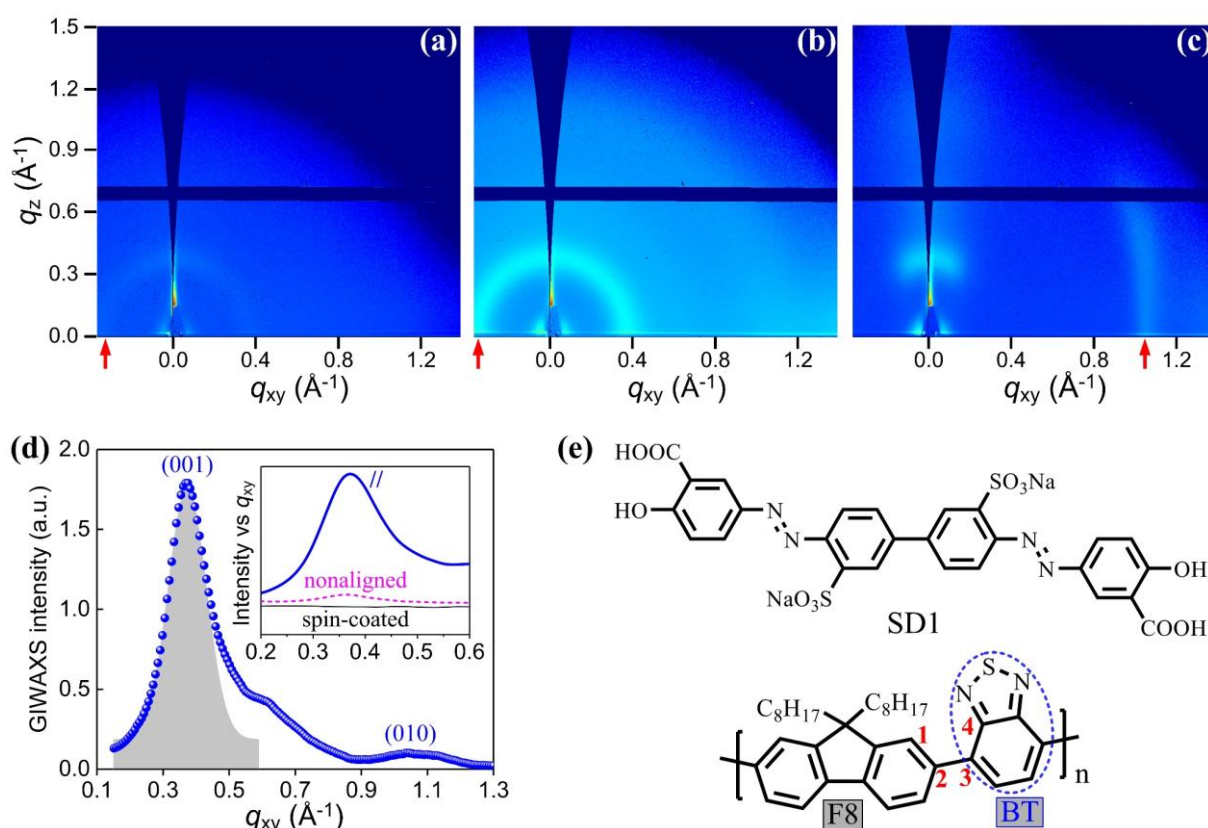 (a) (b) (c)
1.5
1.2
0.9
0.6
0.3
0.0
qz (Å-1)
0.0 0.4 0.8 1.2
0.0 0.4 0.8 1.2
0.0 0.4 0.8 1.2
qxy (Å-1)
qxy (Å-1)
qxy (Å-1)
(d)
2.0
1.5
1.0
0.5
0.0
GIWAXS intensity (a.u.)
(001)
(010)
Intensity vs qxy
//
nonaligned
spin-coated
0.2 0.3 0.4 0.5 0.6
0.1 0.3 0.5 0.7 0.9 1.1 1.3
qxy (Å-1)
(e)
HOOC
HO
N
N
SO3Na
NaO3S
N
N
OH
COOH
SD1
C8H17 C8H17
N S N
1
2
3
4
n
F8
BT